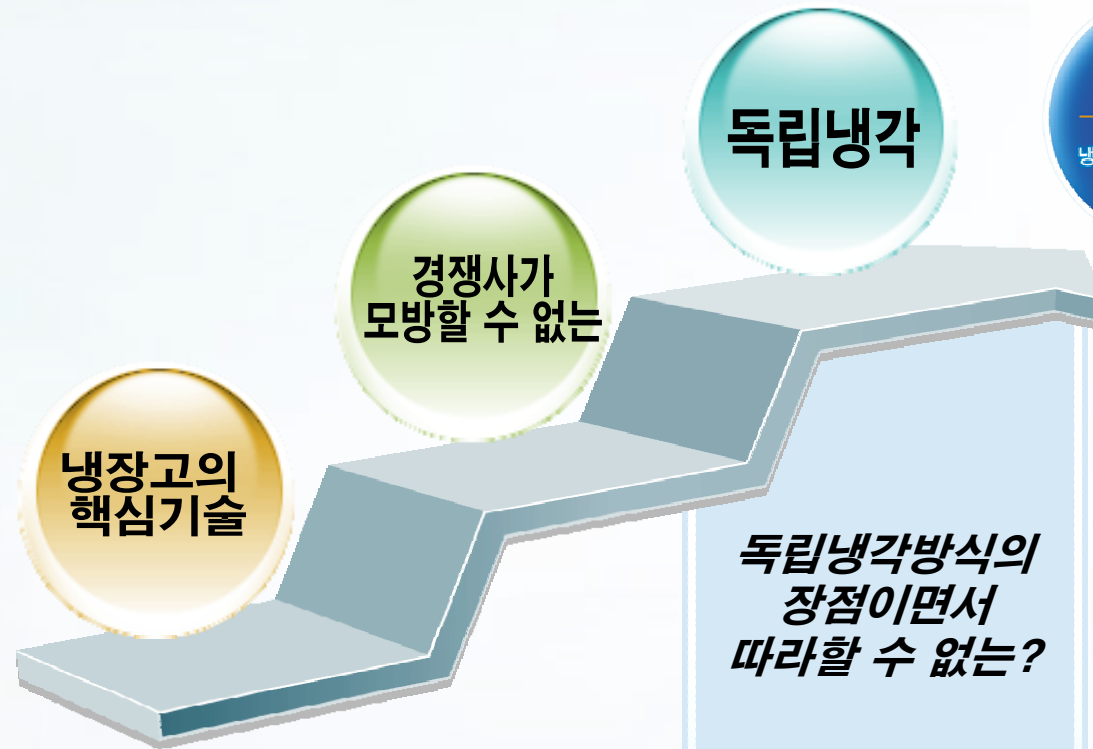 독립냉각
경쟁사가
모방할 수 없는
냉장고의
핵심기술
독립냉각방식의
장점이면서
따라할 수 없는?